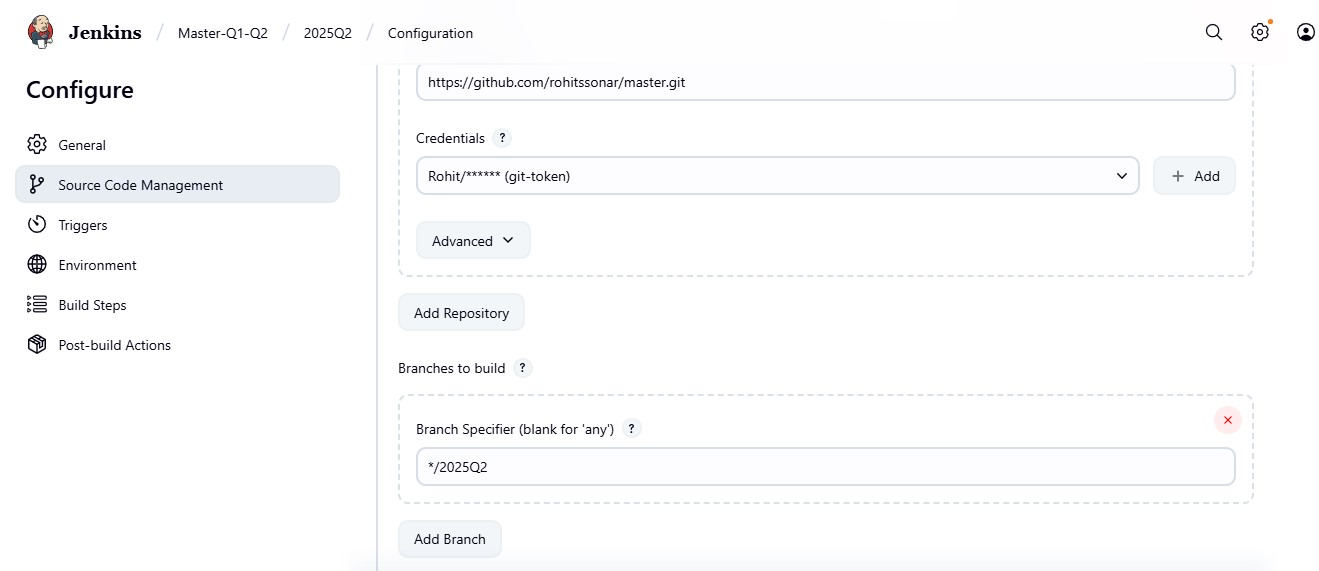 Jenkins / Master-Q1-Q2 / 2025Q2 / Configuration
Configure
General
Source Code Management
Triggers
Environment
Build Steps
Post-build Actions
https://github.com/rohitssonar/master.git
Credentials ?
Rohit/****** (git-token)
+ Add
Advanced
Add Repository
Branches to build ?
Branch Specifier (blank for 'any') ?
*/2025Q2
Add Branch